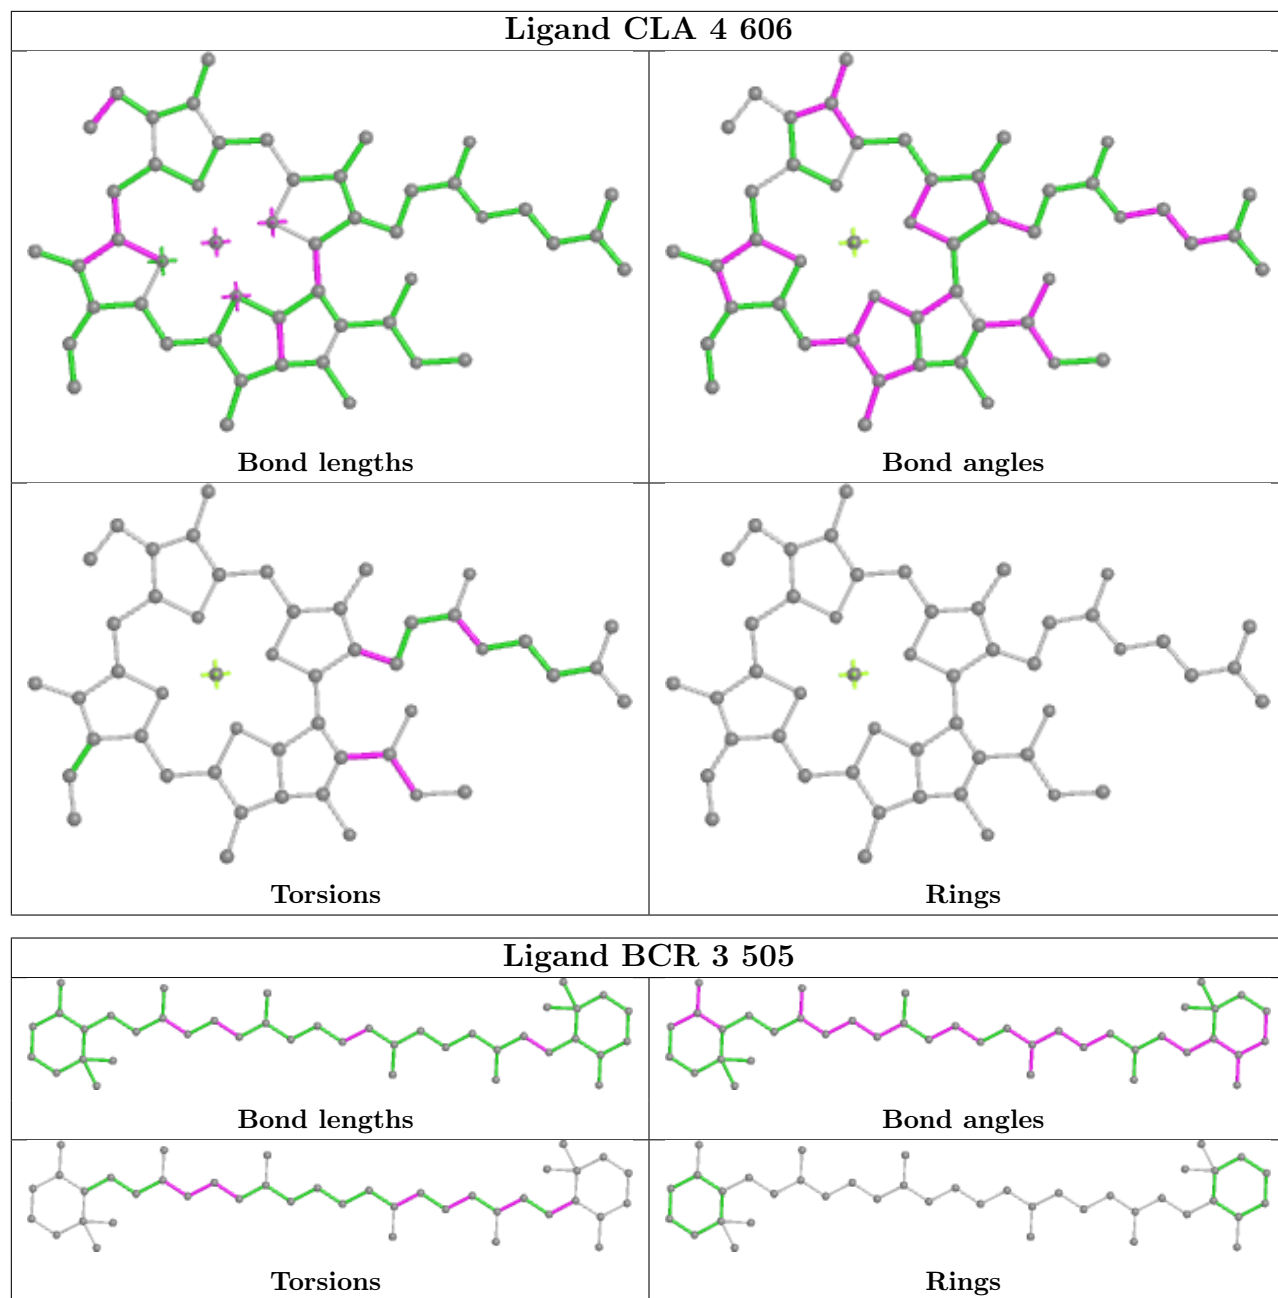 Ligand CLA 4 606
Bond lengths
Bond angles
Torsions
Rings
Ligand BCR 3 505
Bond lengths
Bond angles
Torsions
Rings